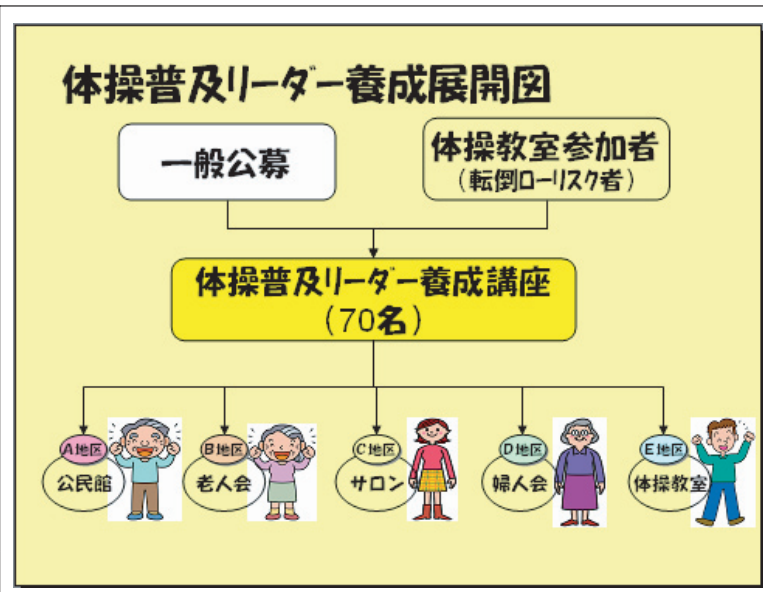 体操普及リーダー養成展開図
一般公募
体操教室参加者
（転倒ローリスク者）
体操普及リーダー養成講座
（70名）
A地区
公民館
B地区
老人会
C地区
サロン
D地区
婦人会
E地区
体操教室